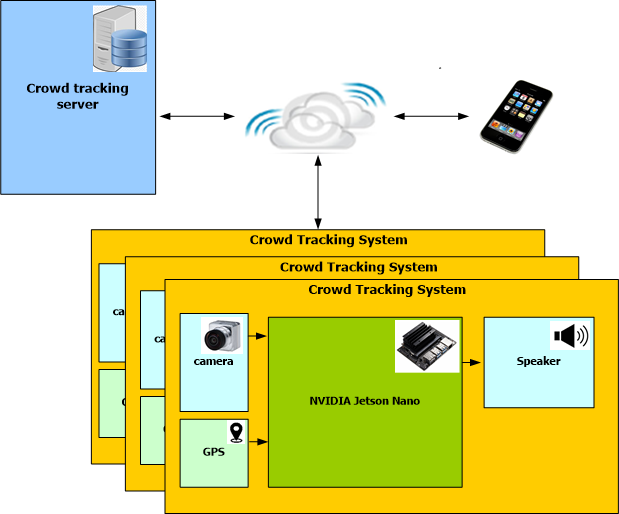 Crowd tracking
server
Crowd Tracking System
Crowd Tracking System
Crowd Tracking System
ca
ca
camera
NVIDIA Jetson Nano
Speaker
GPS